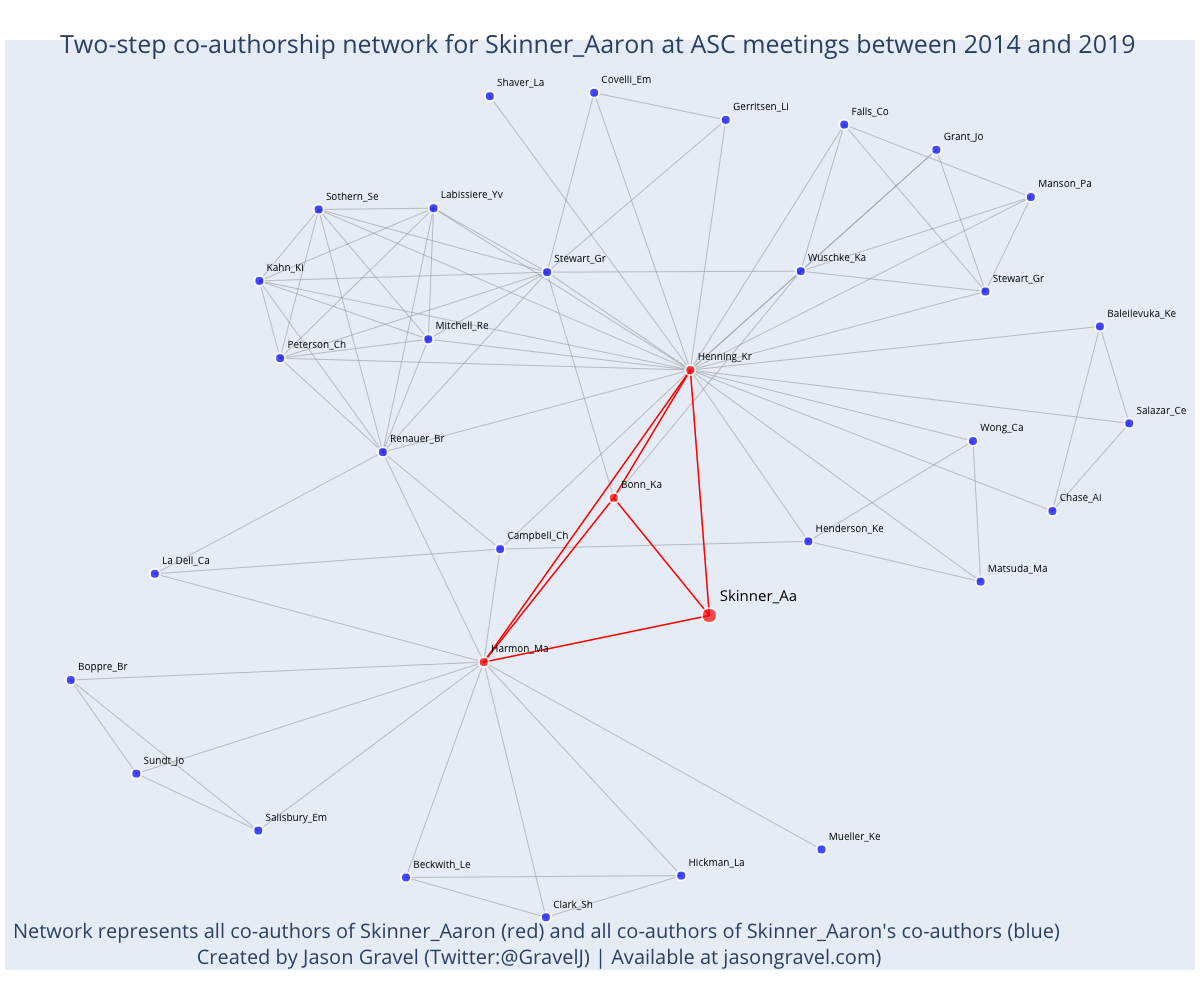 Two-step co-authorship network for Skinner_Aaron at ASC meetings between 2014 and 2019
Shaver_La
Covelli_Em
Gerritsen_Li
Falls_Co
Grant_Jo
Manson_Pa
Sothern_Se
Labissiere_Yv
Stewart_Gr
Wuschke_Ka
Kahn_Ki
Stewart_Gr
Baleilevuka_Ke
Mitchell_Re
Peterson_Ch
Henning_Kr
Salazar_Ce
Wong_Ca
Renauer_Br
Bonn_Ka
Chase_Ai
Henderson_Ke
Campbell_Ch
La Dell_Ca
Matsuda_Ma
Skinner_Aa
Harmon_Ma
Boppre_Br
Sundt_Jo
Salisbury_Em
Mueller_Ke
Beckwith_Le
Hickman_La
Clark_Sh
Network represents all co-authors of Skinner_Aaron (red) and all co-authors of Skinner_Aaron's co-authors (blue)
Created by Jason Gravel (Twitter:@GravelJ) | Available at jasongravel.com)